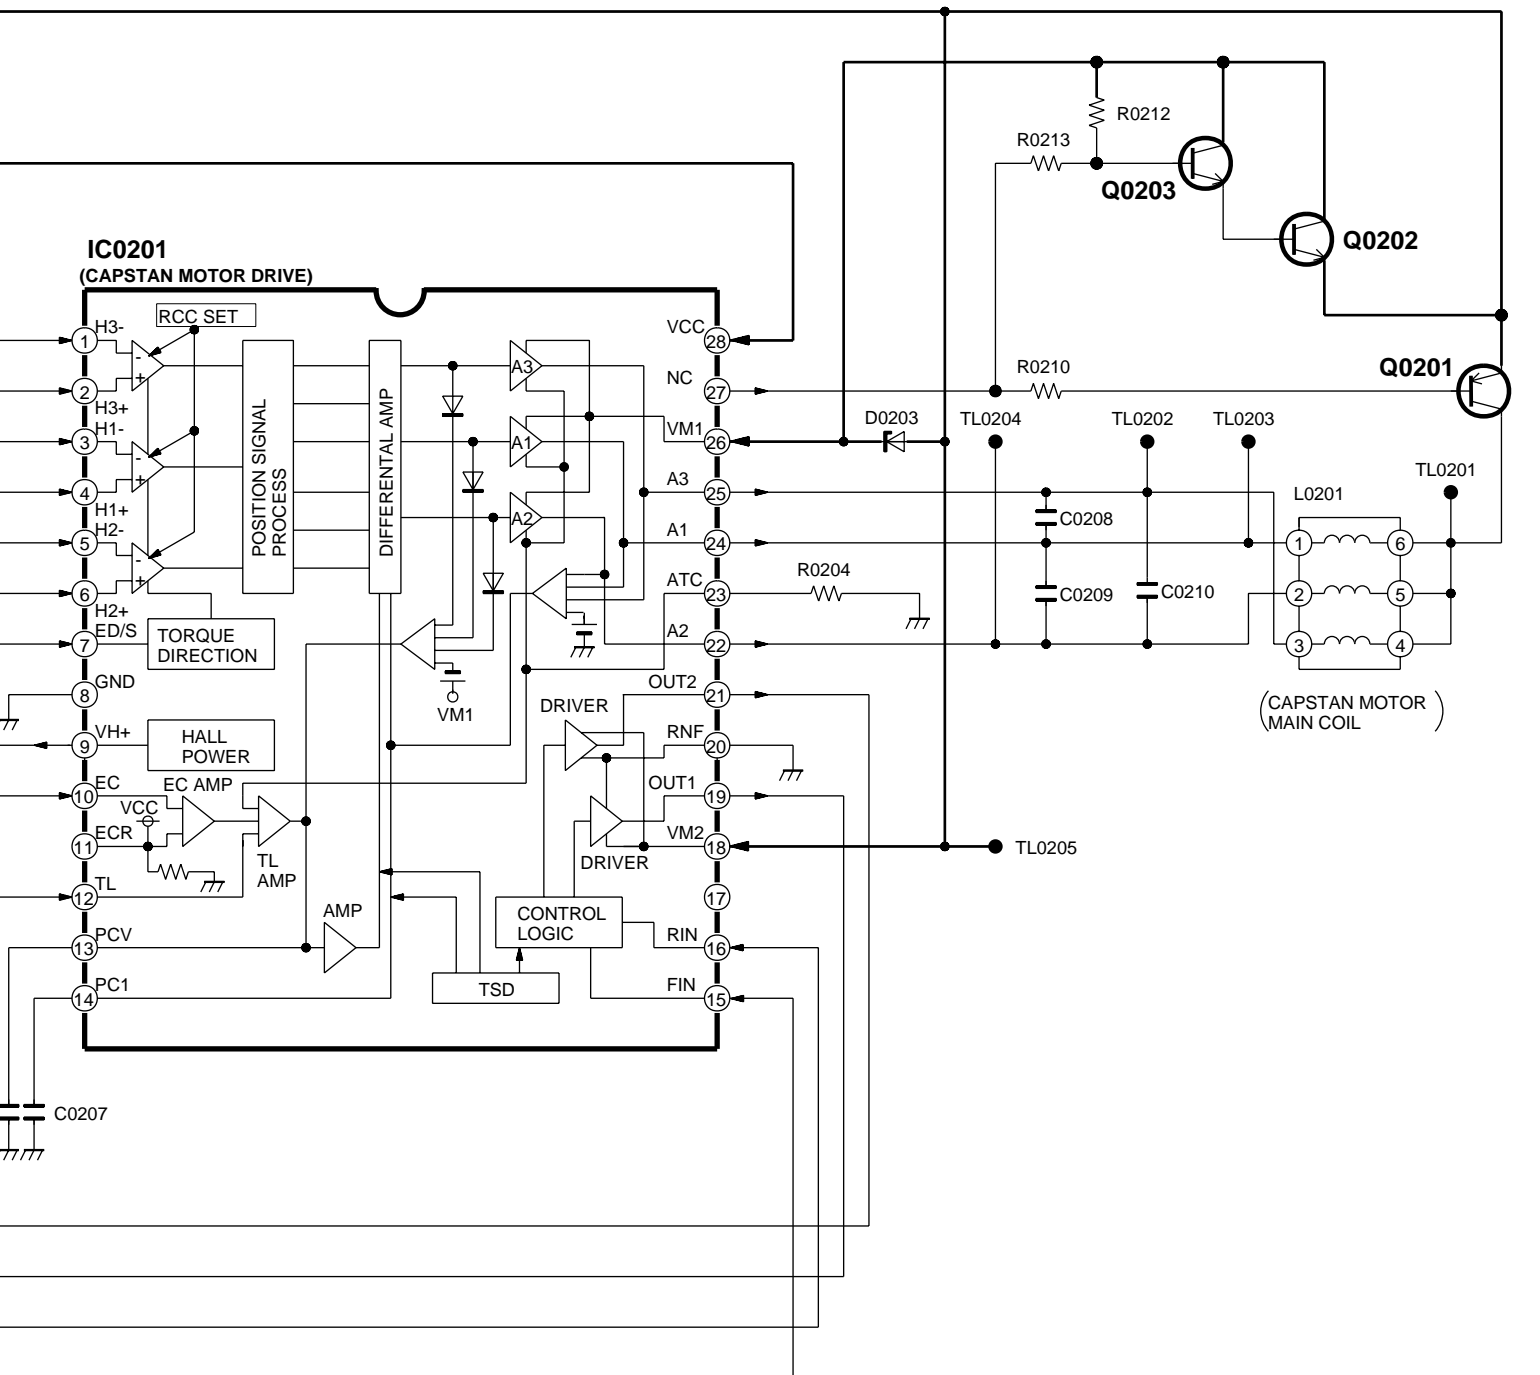 R0212
R0213
Q0203
Q0202
IC0201
(CAPSTAN MOTOR DRIVE)
RCC SET
H3-
1
VCC
28
Q0201
R0210
A3
NC
27
2
H3+
H1-
3
D0203
TL0204
TL0202
TL0203
VM1
26
A1
POSITION SIGNAL
PROCESS
DIFFERENTAL AMP
-
+
-
+
-
+
TL0201
A3
25
4
L0201
H1+
H2-
5
A2
C0208
A1
24
1
6
ATC
23
R0204
C0209
C0210
2
5
6
H2+
ED/S
7
TORQUE
DIRECTION
A2
22
3
4
GND
8
OUT2
21
VM1
DRIVER
(CAPSTAN MOTOR
MAIN COIL)
VH+
9
HALL
POWER
RNF
20
EC
10
EC AMP
OUT1
19
VCC
ECR
11
VM2
18
TL0205
TL
AMP
DRIVER
TL
12
17
AMP
CONTROL
LOGIC
PCV
13
RIN
16
PC1
14
TSD
FIN
15
C0207